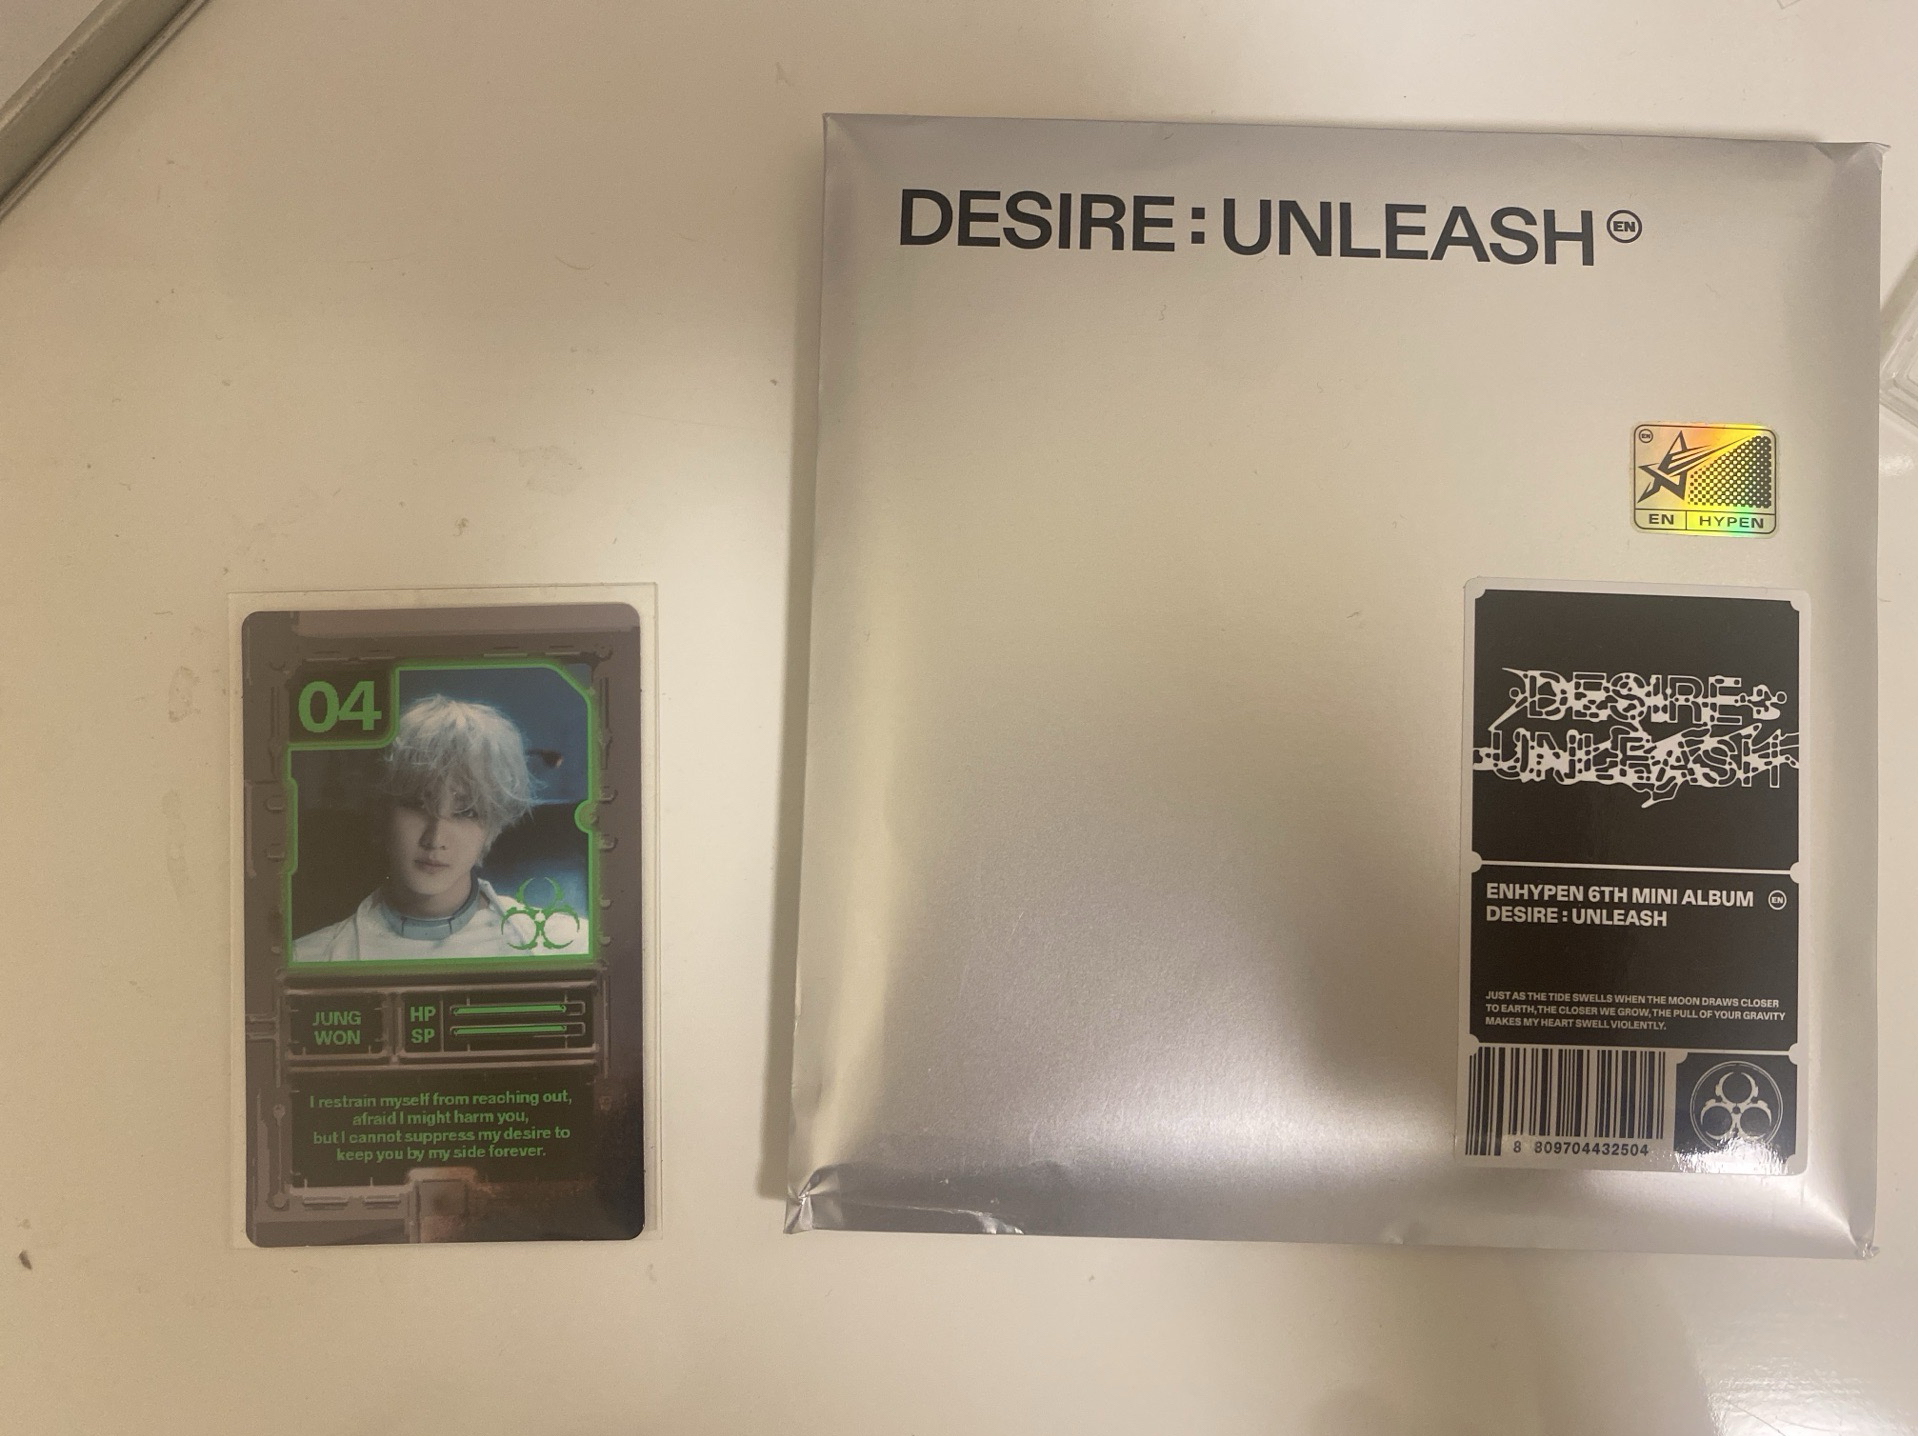 DESIRE : UNLEASH EN
EN
EN HYPEN
DESIRE :
UNLEASH
ENHYPEN 6TH MINI ALBUM EN
DESIRE : UNLEASH
JUST AS THE TIDE SWELLS WHEN THE MOON DRAWS CLOSER
TO EARTH, THE CLOSER WE GROW, THE PULL OF YOUR GRAVITY
MAKES MY HEART SWELL VIOLENTLY.
8 809704432504
04
JUNG
WON
HP
SP
I restrain myself from reaching out,
afraid I might harm you,
but I cannot suppress my desire to
keep you by my side forever.